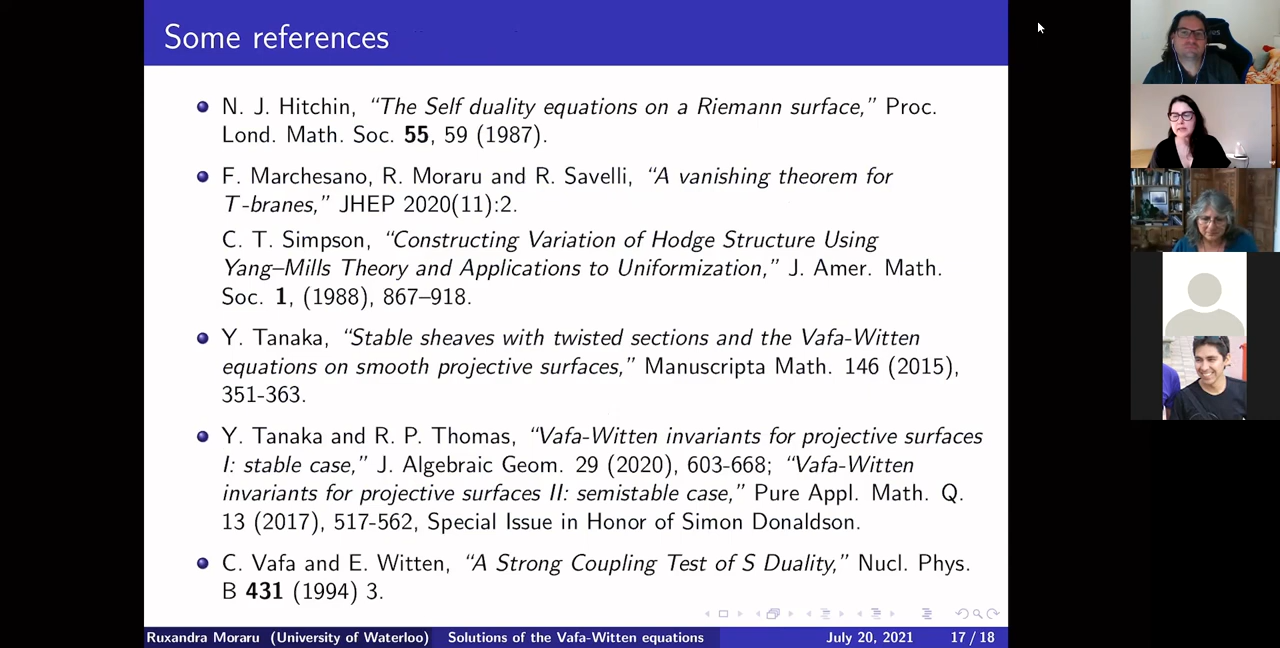 Some references
N. J. Hitchin, “The Self duality equations on a Riemann surface,” Proc.
Lond. Math. Soc. 55, 59 (1987).
F. Marchesano, R. Moraru and R. Savelli, “A vanishing theorem for
T-branes,” JHEP 2020(11):2.
C. T. Simpson, “Constructing Variation of Hodge Structure Using
Yang–Mills Theory and Applications to Uniformization,” J. Amer. Math.
Soc. 1, (1988), 867–918.
Y. Tanaka, “Stable sheaves with twisted sections and the Vafa-Witten
equations on smooth projective surfaces,” Manuscripta Math. 146 (2015),
351-363.
Y. Tanaka and R. P. Thomas, “Vafa-Witten invariants for projective surfaces
I: stable case,” J. Algebraic Geom. 29 (2020), 603-668; “Vafa-Witten
invariants for projective surfaces II: semistable case,” Pure Appl. Math. Q.
13 (2017), 517-562, Special Issue in Honor of Simon Donaldson.
C. Vafa and E. Witten, “A Strong Coupling Test of S Duality,” Nucl. Phys.
B 431 (1994) 3.
Ruxandra Moraru (University of Waterloo) Solutions of the Vafa-Witten equations July 20, 2021 17 / 18